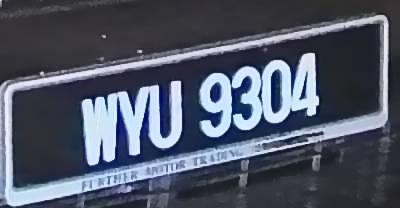 WYU 9304
FURTHER MOTOR TRADING